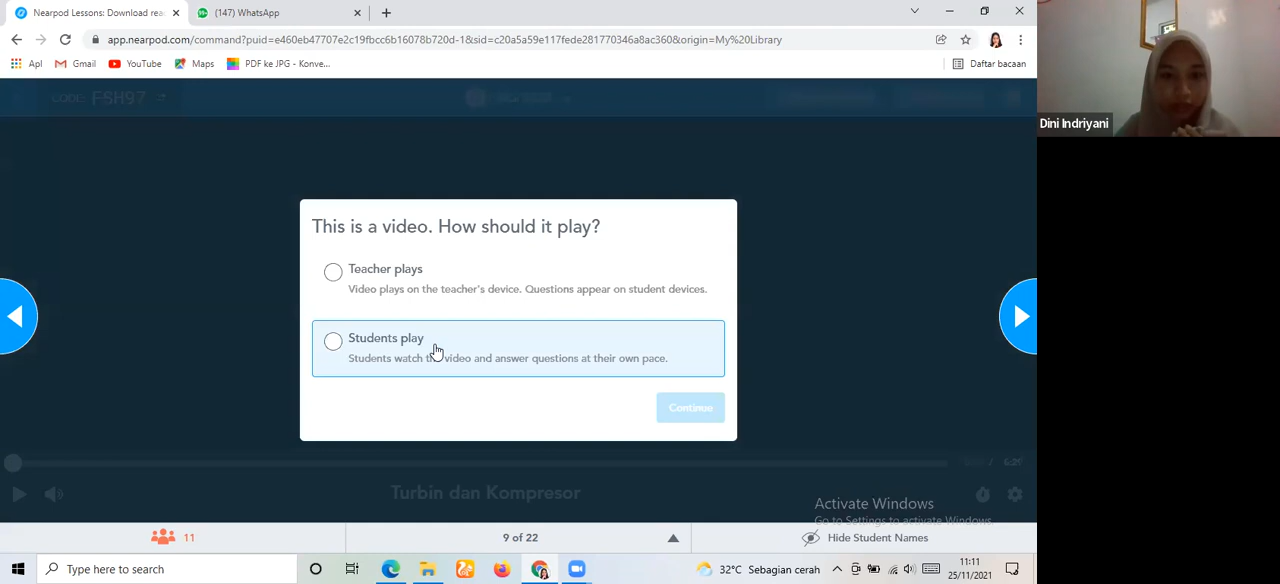 Nearpod Lessons: Download rea
(147) WhatsApp
app.nearpod.com/command?puid=e460eb47707e2c19fbcc6b16078b720d-1&sid=c20a5a59e117fede281770346a8ac360&origin=My%20Library
Apl
Gmail
YouTube
Maps
PDF ke JPG - Konve...
Daftar bacaan
CODE: F5H97
Dini Indriyani
This is a video. How should it play?
Teacher plays
Video plays on the teacher's device. Questions appear on student devices.
Students play
Students watch the video and answer questions at their own pace.
Continue
Turbin dan Kompresor
Activate Windows
Go to Settings to activate Windows.
11
9 of 22
Hide Student Names
Type here to search
32°C Sebagian cerah
11:11
25/11/2021